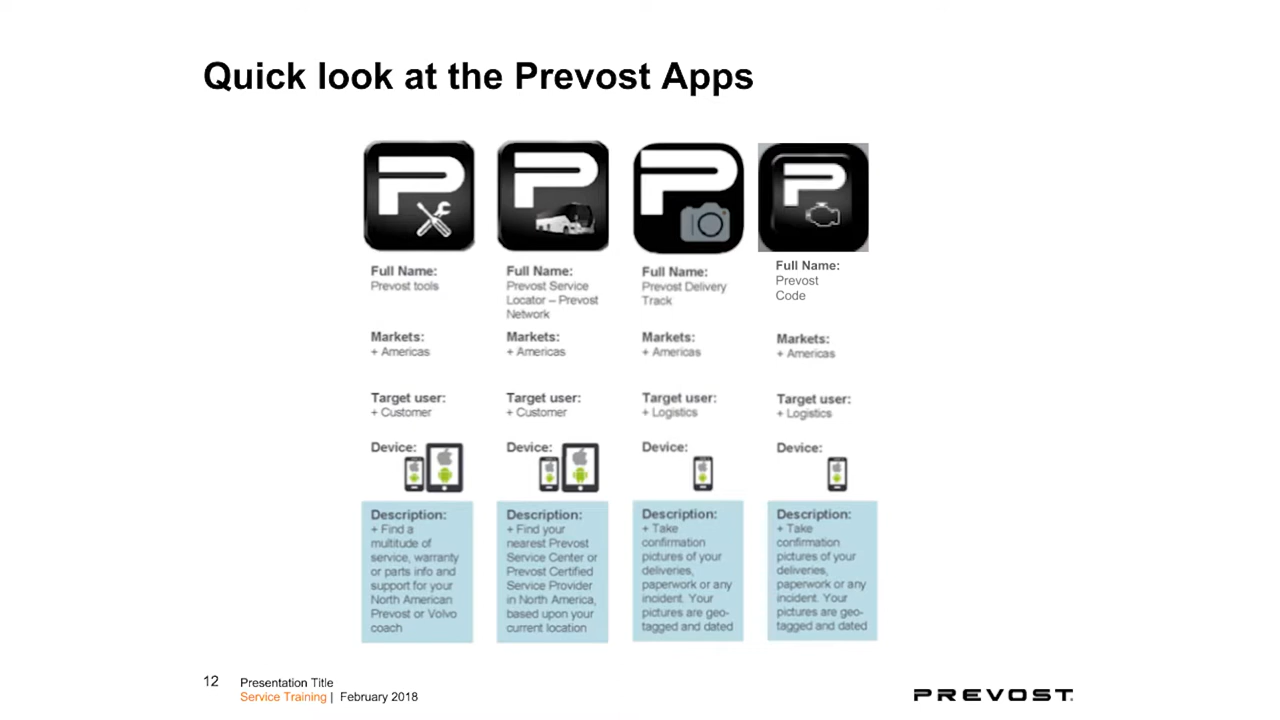 Quick look at the Prevost Apps
Full Name:
Prevost tools
Markets:
+ Americas
Target user:
+ Customer
Device:
Description:
+ Find a
multitude of
service, warranty
or parts info and
support for your
North American
Prevost or Volvo
coach
Full Name:
Prevost Service
Locator – Prevost
Network
Markets:
+ Americas
Target user:
+ Customer
Device:
Description:
+ Find your
nearest Prevost
Service Center or
Prevost Certified
Service Provider
in North America,
based upon your
current location
Full Name:
Prevost Delivery
Track
Markets:
+ Americas
Target user:
+ Logistics
Device:
Description:
+ Take
confirmation
pictures of your
deliveries,
paperwork or any
incident. Your
pictures are geo-
tagged and dated
Full Name:
Prevost
Code
Markets:
+ Americas
Target user:
+ Logistics
Device:
Description:
+ Take
confirmation
pictures of your
deliveries,
paperwork or any
incident. Your
pictures are geo-
tagged and dated
12
Presentation Title
Service Training | February 2018
PREVOST